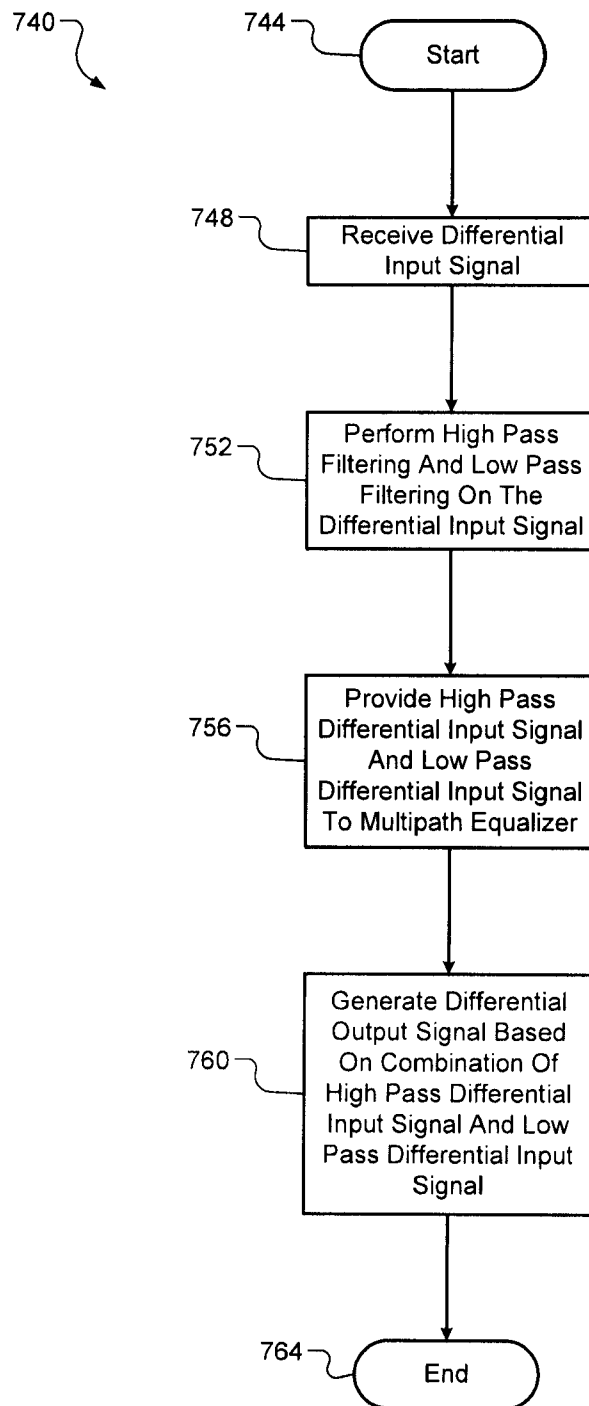 740
744
Start
748
Receive Differential
Input Signal
752
Perform High Pass
Filtering And Low Pass
Filtering On The
Differential Input Signal
756
Provide High Pass
Differential Input Signal
And Low Pass
Differential Input Signal
To Multipath Equalizer
760
Generate Differential
Output Signal Based
On Combination Of
High Pass Differential
Input Signal And Low
Pass Differential Input
Signal
764
End